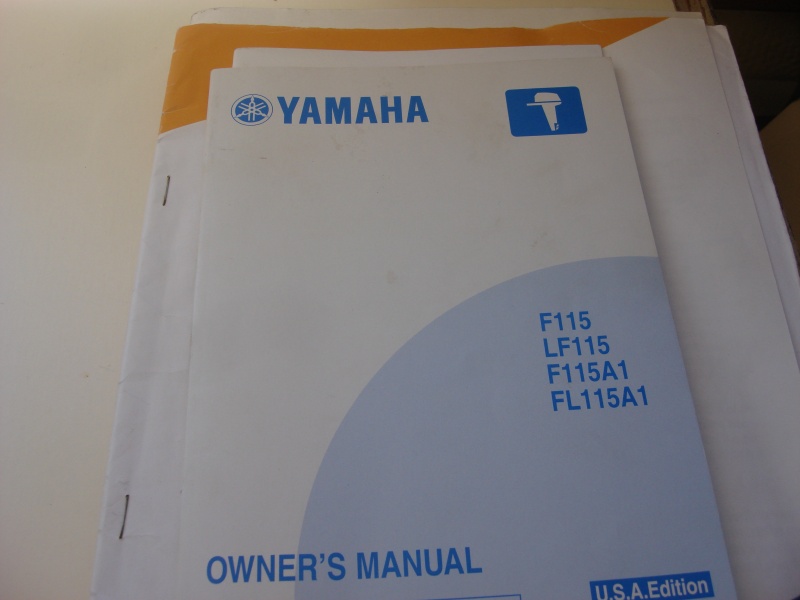 YAMAHA
F115
LF115
F115A1
FL115A1
OWNER'S MANUAL
U.S.A.Edition